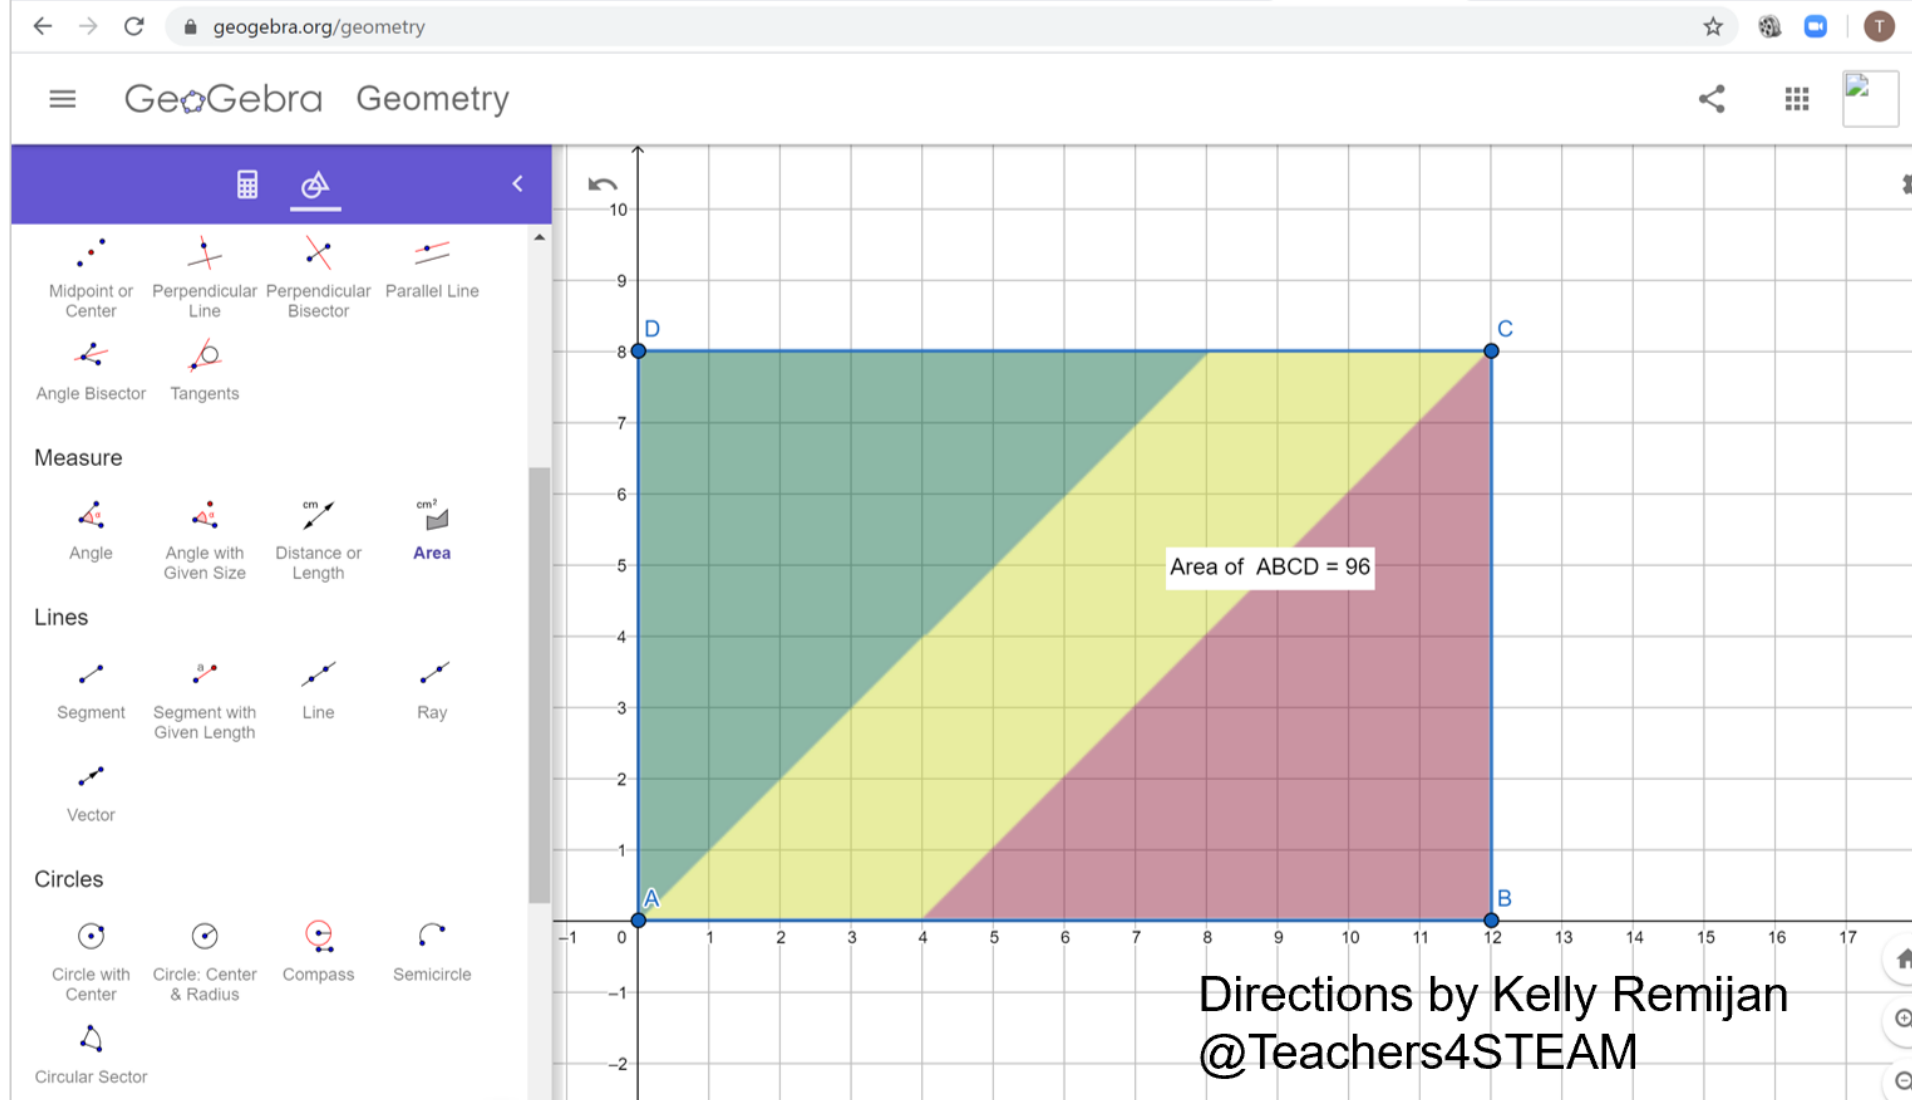 geogebra.org/geometry
T
GeoGebra Geometry
Midpoint or Center
Perpendicular Line
Perpendicular Bisector
Parallel Line
Angle Bisector
Tangents
Measure
α
Angle
α
Angle with Given Size
cm
Distance or Length
cm²
Area
Lines
Segment
a
Segment with Given Length
Line
Ray
Vector
Circles
Circle with Center
Circle: Center & Radius
Compass
Semicircle
Circular Sector
10
9
8
7
6
5
4
3
2
1
D
C
Area of ABCD = 96
A
B
–1 0 1 2 3 4 5 6 7 8 9 10 11 12 13 14 15 16 17
–1
–2
Directions by Kelly Remijan
@Teachers4STEAM